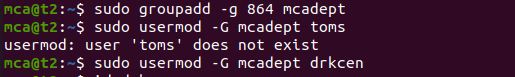 mca@t2:~$ sudo groupadd -g 864 mcadept
mca@t2:~$ sudo usermod -G mcadept toms
usermod: user 'toms' does not exist
mca@t2:~$ sudo usermod -G mcadept drkcen